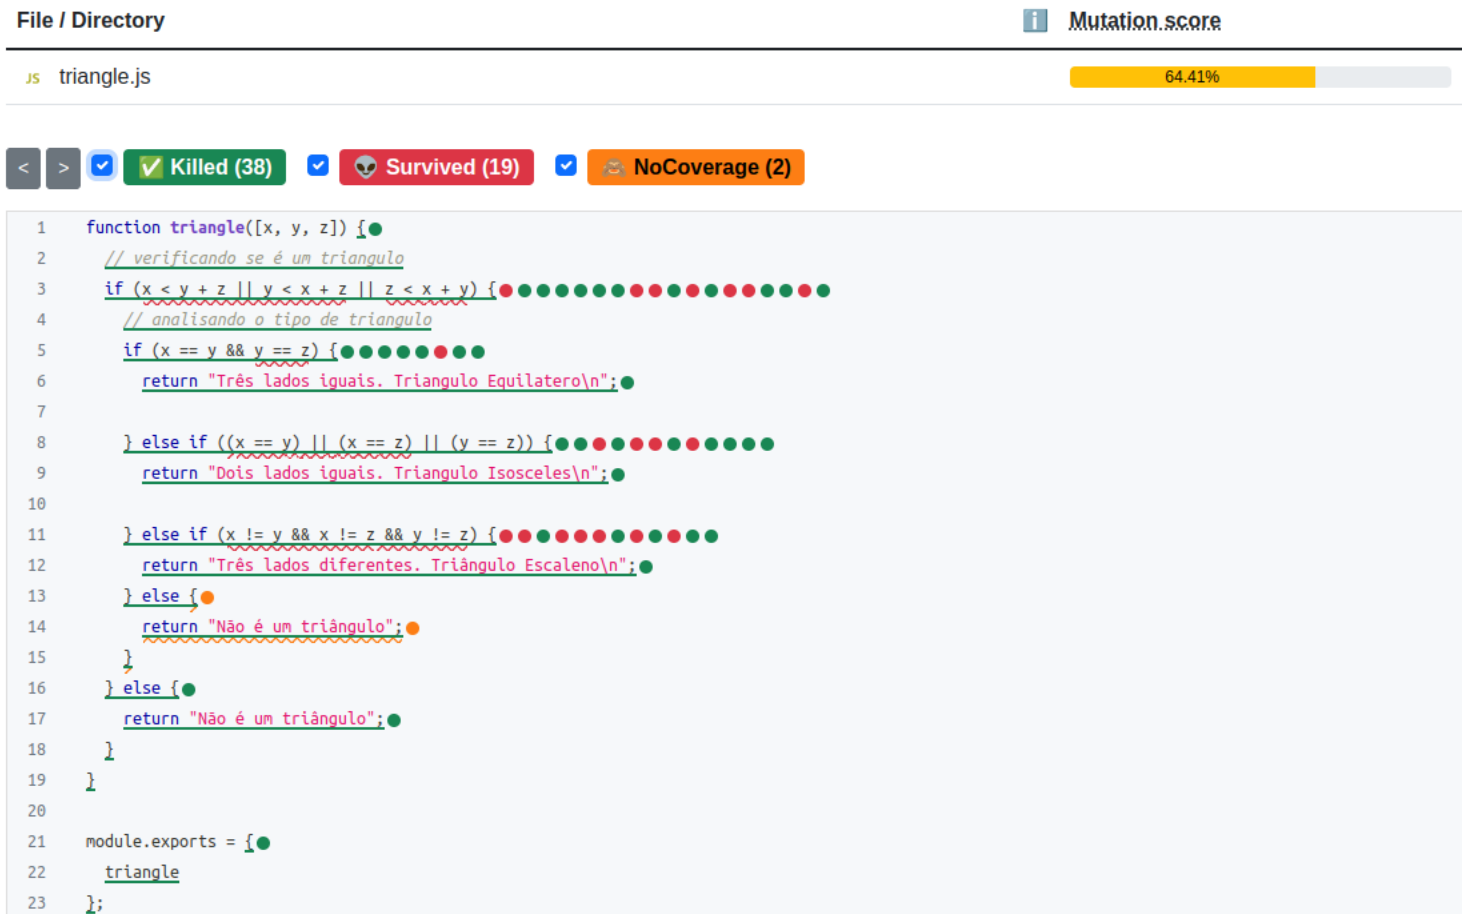 File / Directory ℹ Mutation score
JS triangle.js 64.41%
< > ✅ Killed (38) 👽 Survived (19) 🙈 NoCoverage (2)
1 function triangle([x, y, z]) {
2 // verificando se é um triangulo
3 if (x < y + z || y < x + z || z < x + y) {
4 // analisando o tipo de triangulo
5 if (x == y && y == z) {
6 return "Três lados iguais. Triangulo Equilatero\n";
7
8 } else if ((x == y) || (x == z) || (y == z)) {
9 return "Dois lados iguais. Triangulo Isosceles\n";
10
11 } else if (x != y && x != z && y != z) {
12 return "Três lados diferentes. Triângulo Escaleno\n";
13 } else {
14 return "Não é um triângulo";
15 }
16 } else {
17 return "Não é um triângulo";
18 }
19 }
20
21 module.exports = {
22 triangle
23 };